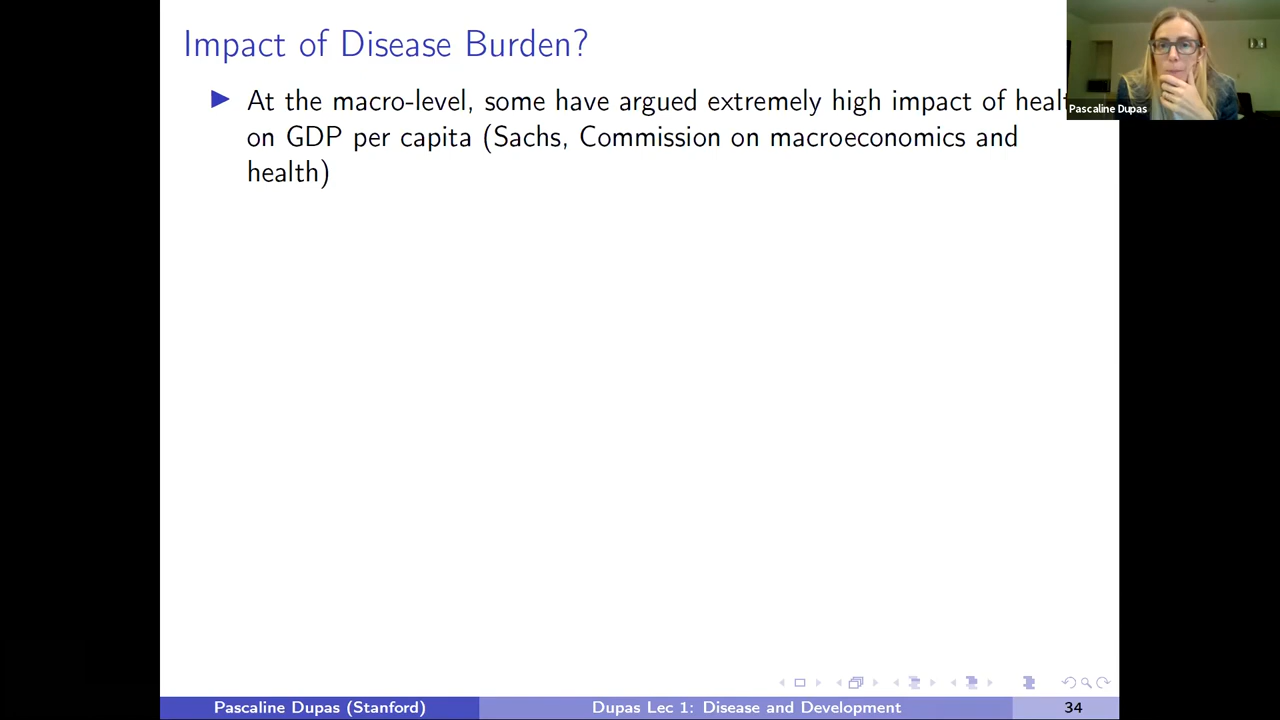 Impact of Disease Burden?
At the macro-level, some have argued extremely high impact of
on GDP per capita (Sachs, Commission on macroeconomics and
health)
Pascaline Dupas
Pascaline Dupas (Stanford)
Dupas Lec 1: Disease and Development
34